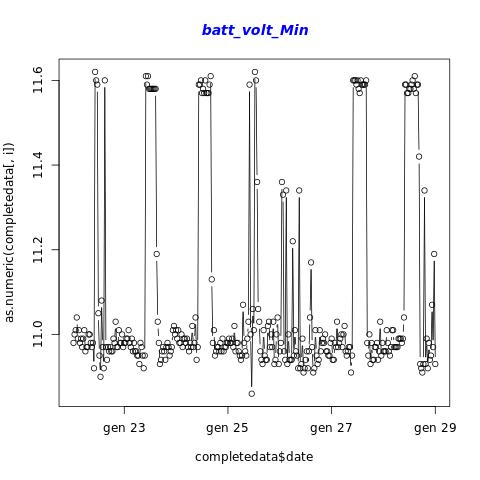 batt_volt_Min
as.numeric(completedata[, i])
11.6
11.4
11.2
11.0
gen 23 gen 25 gen 27 gen 29
completedata$date